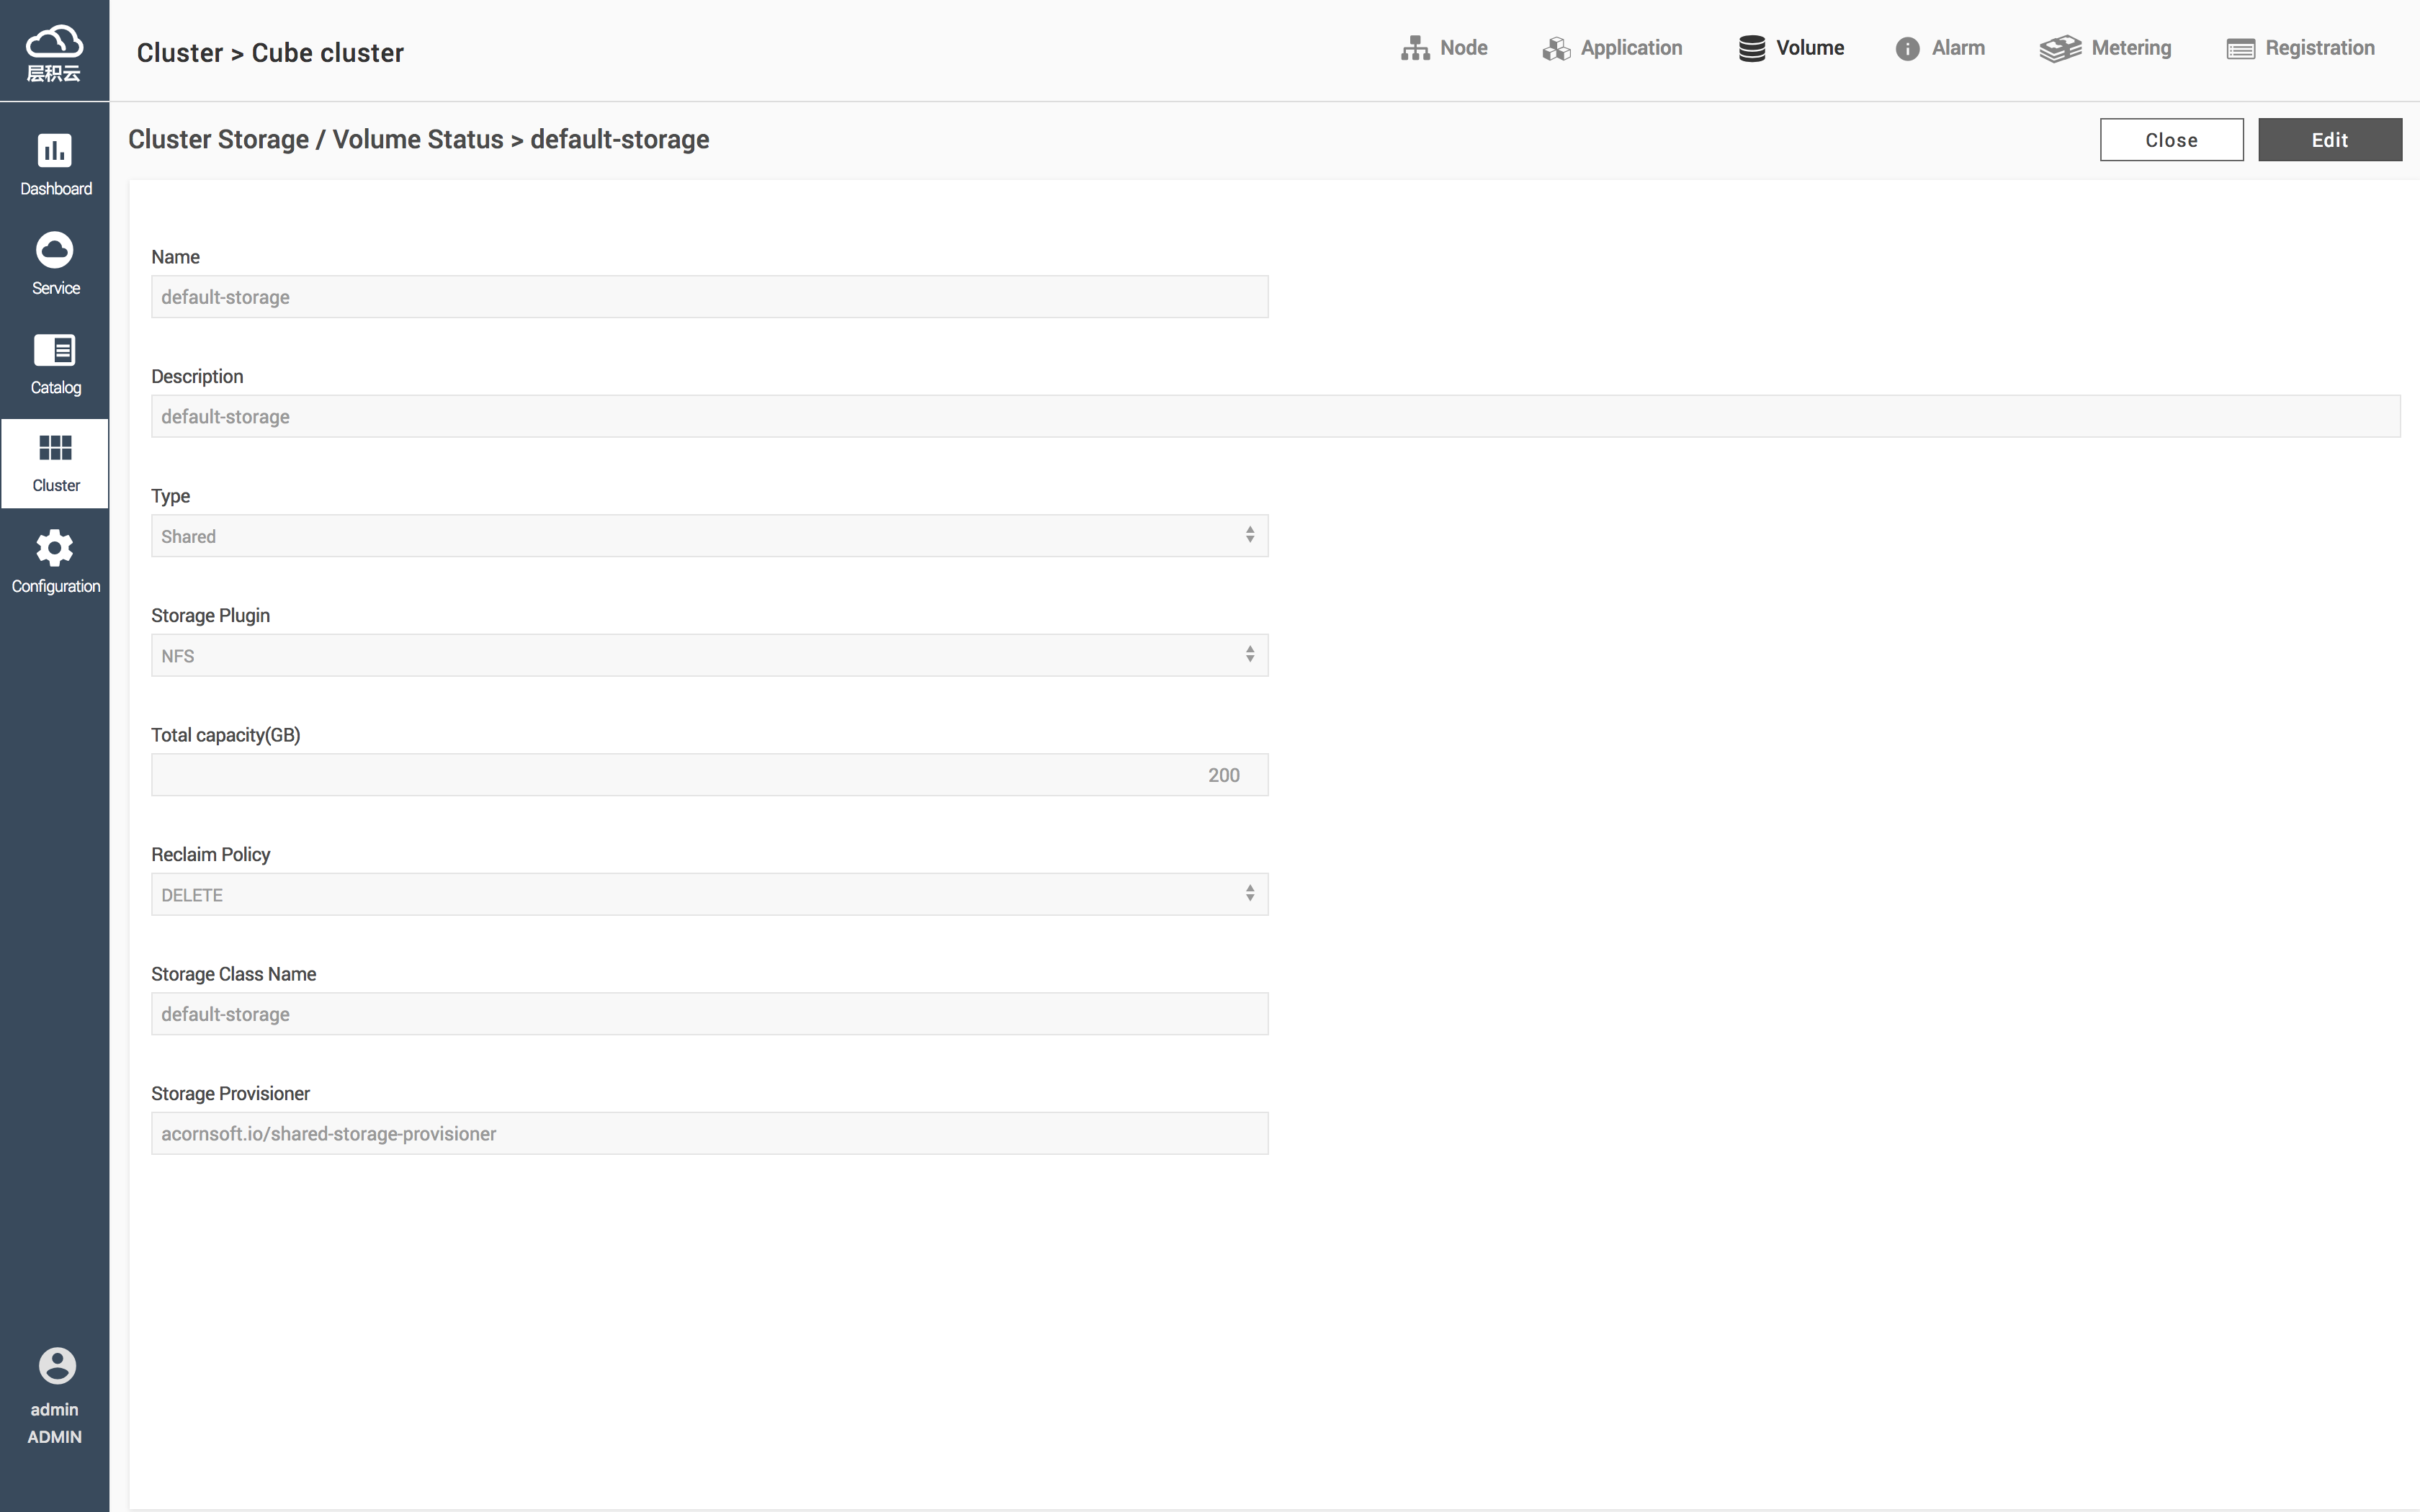 层积云
Cluster > Cube cluster
Node
Application
Volume
Alarm
Metering
Registration
Cluster Storage / Volume Status > default-storage
Close
Edit
Dashboard
Service
Catalog
Cluster
Configuration
admin
ADMIN
Name
default-storage
Description
default-storage
Type
Shared
Storage Plugin
NFS
Total capacity(GB)
200
Reclaim Policy
DELETE
Storage Class Name
default-storage
Storage Provisioner
acornsoft.io/shared-storage-provisioner